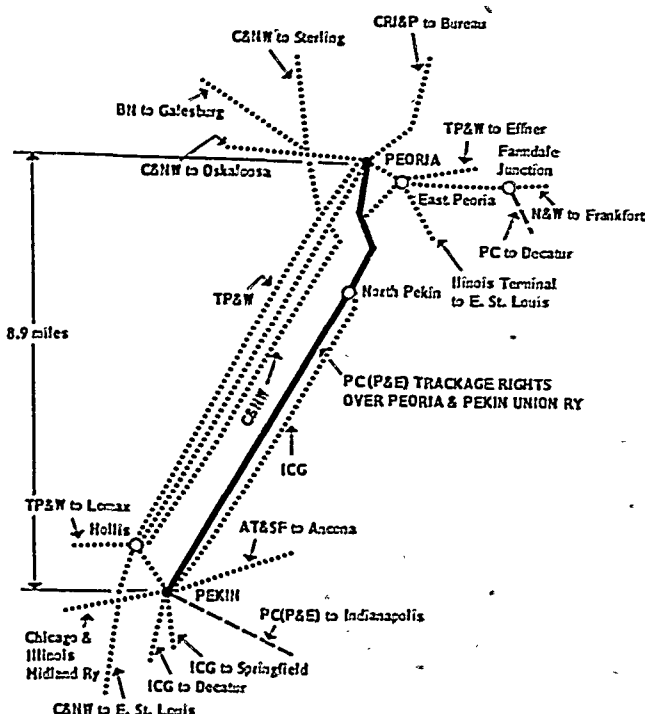 C&NW to Sterling
CRI&P to Bureau
BN to Galesburg
TP&W to Effner
Farmdale
Junction
PEORIA
C&NW to Oskaloosa
East Peoria
N&W to Frankfort
PC to Decatur
Illinois Terminal
to E. St. Louis
TP&W
North Pekin
8.9 miles
PC(P&E) TRACKAGE RIGHTS
OVER PEORIA & PEKIN UNION RY
C&NW
ICG
TP&W to Lomax
Hollis
AT&SF to Ancona
PEKIN
PC(P&E) to Indianapolis
Chicago &
Illinois
Midland Ry
ICG to Springfield
ICG to Decatur
C&NW to E. St. Louis